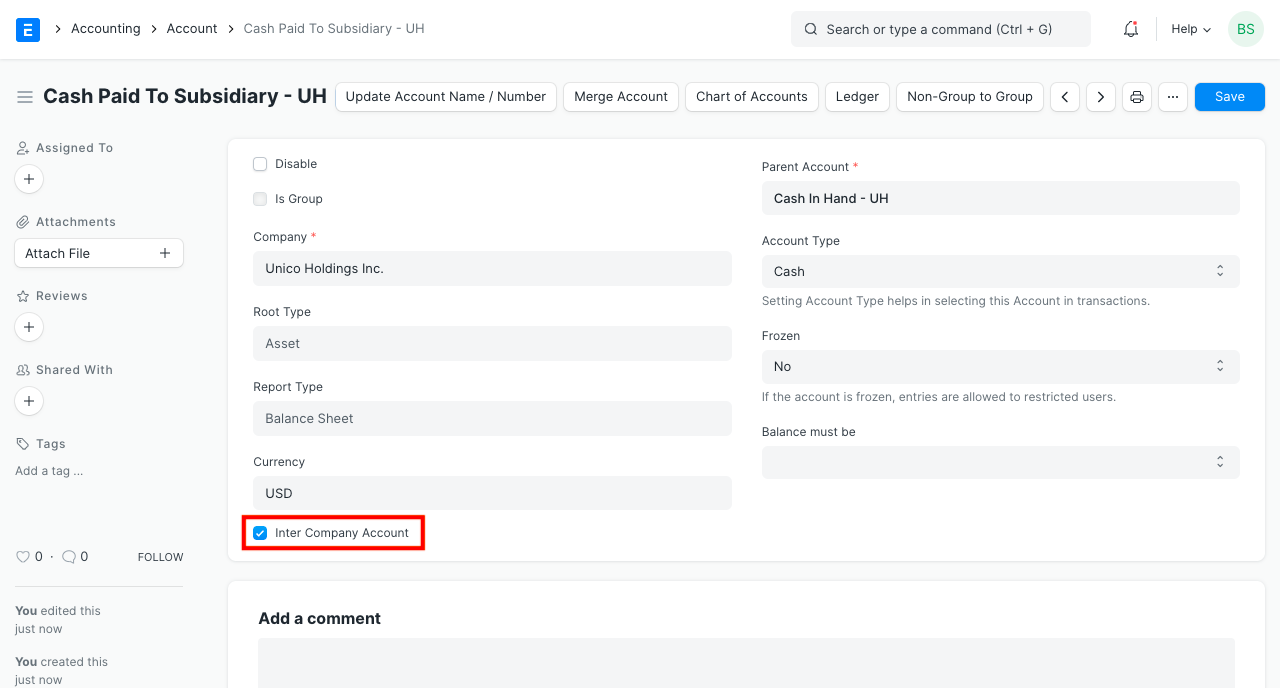 E
Accounting
Account
Cash Paid To Subsidiary - UH
Search or type a command (Ctrl + G)
Help
BS
Cash Paid To Subsidiary - UH
Update Account Name / Number
Merge Account
Chart of Accounts
Ledger
Non-Group to Group
...
Save
Assigned To
+
Attachments
Attach File +
Reviews
+
Shared With
+
Tags
Add a tag ...
0 · 0
FOLLOW
You edited this
just now
You created this
just now
Disable
Is Group
Company *
Unico Holdings Inc.
Root Type
Asset
Report Type
Balance Sheet
Currency
USD
Inter Company Account
Parent Account *
Cash In Hand - UH
Account Type
Cash
Setting Account Type helps in selecting this Account in transactions.
Frozen
No
If the account is frozen, entries are allowed to restricted users.
Balance must be
Add a comment